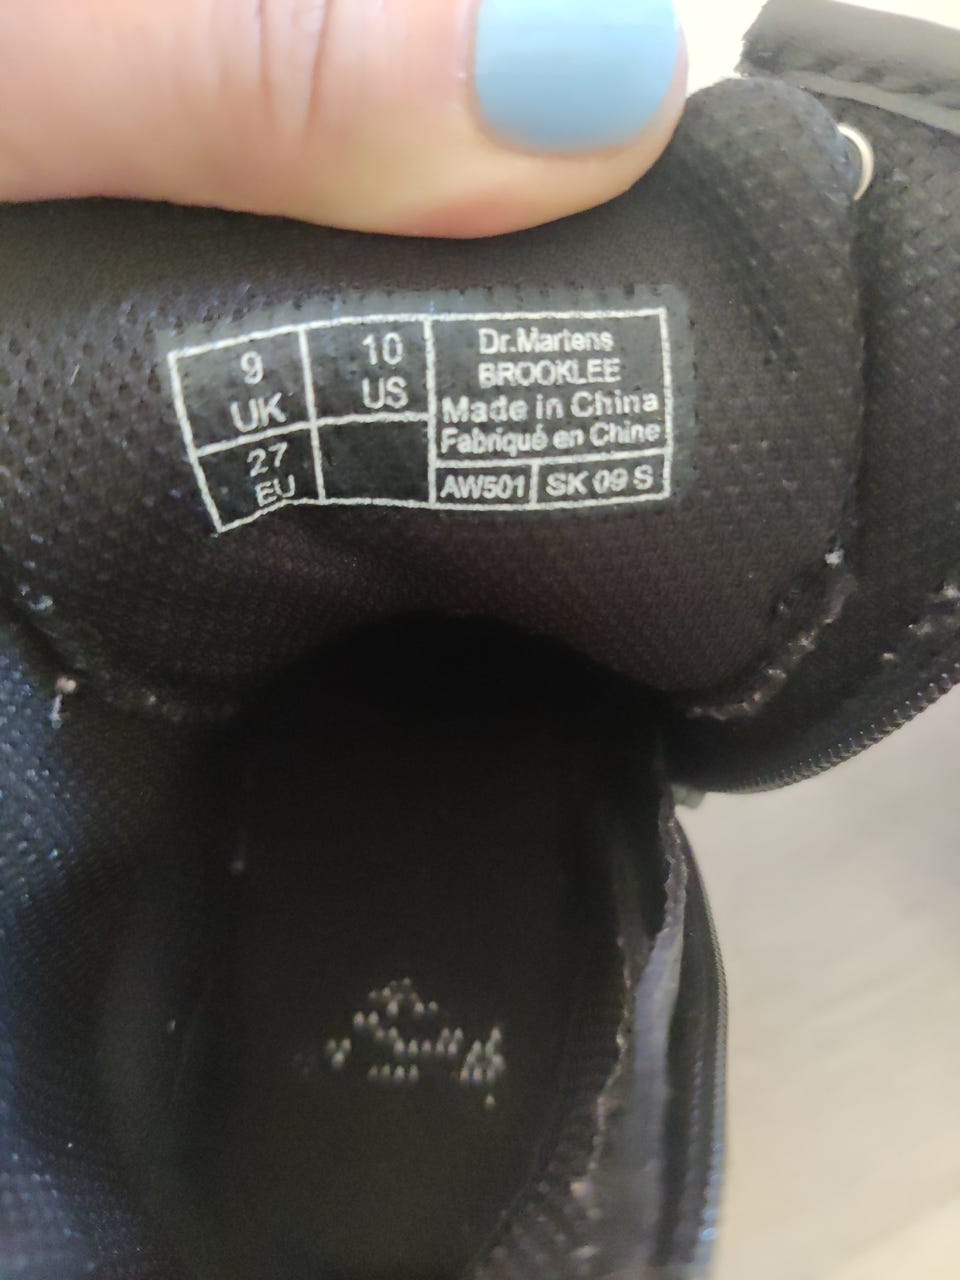 9
UK
10
US
27
EU
Dr.Martens
BROOKLEE
Made in China
Fabriqué en Chine
AW501
SK 09 S